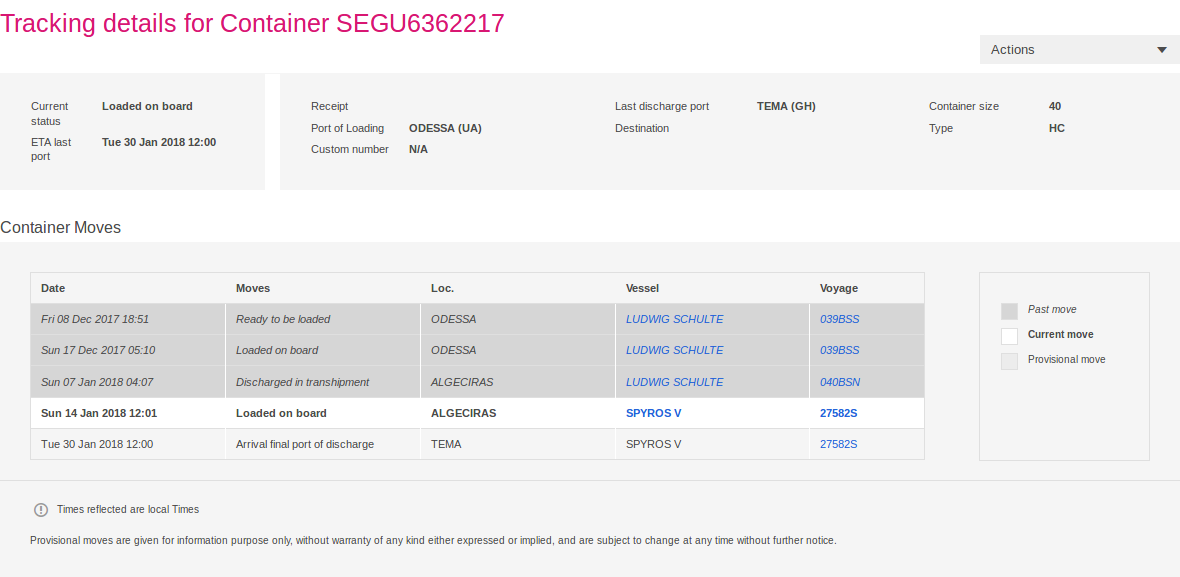 Tracking details for Container SEGU6362217
Actions
Current status Loaded on board
ETA last port Tue 30 Jan 2018 12:00
Receipt
Port of Loading ODESSA (UA)
Custom number N/A
Last discharge port TEMA (GH)
Destination
Container size 40
Type HC
Container Moves
Date Moves Loc. Vessel Voyage
Fri 08 Dec 2017 18:51 Ready to be loaded ODESSA LUDWIG SCHULTE 039BSS
Sun 17 Dec 2017 05:10 Loaded on board ODESSA LUDWIG SCHULTE 039BSS
Sun 07 Jan 2018 04:07 Discharged in transhipment ALGECIRAS LUDWIG SCHULTE 040BSN
Sun 14 Jan 2018 12:01 Loaded on board ALGECIRAS SPYROS V 27582S
Tue 30 Jan 2018 12:00 Arrival final port of discharge TEMA SPYROS V 27582S
Past move
Current move
Provisional move
Times reflected are local Times
Provisional moves are given for information purpose only, without warranty of any kind either expressed or implied, and are subject to change at any time without further notice.